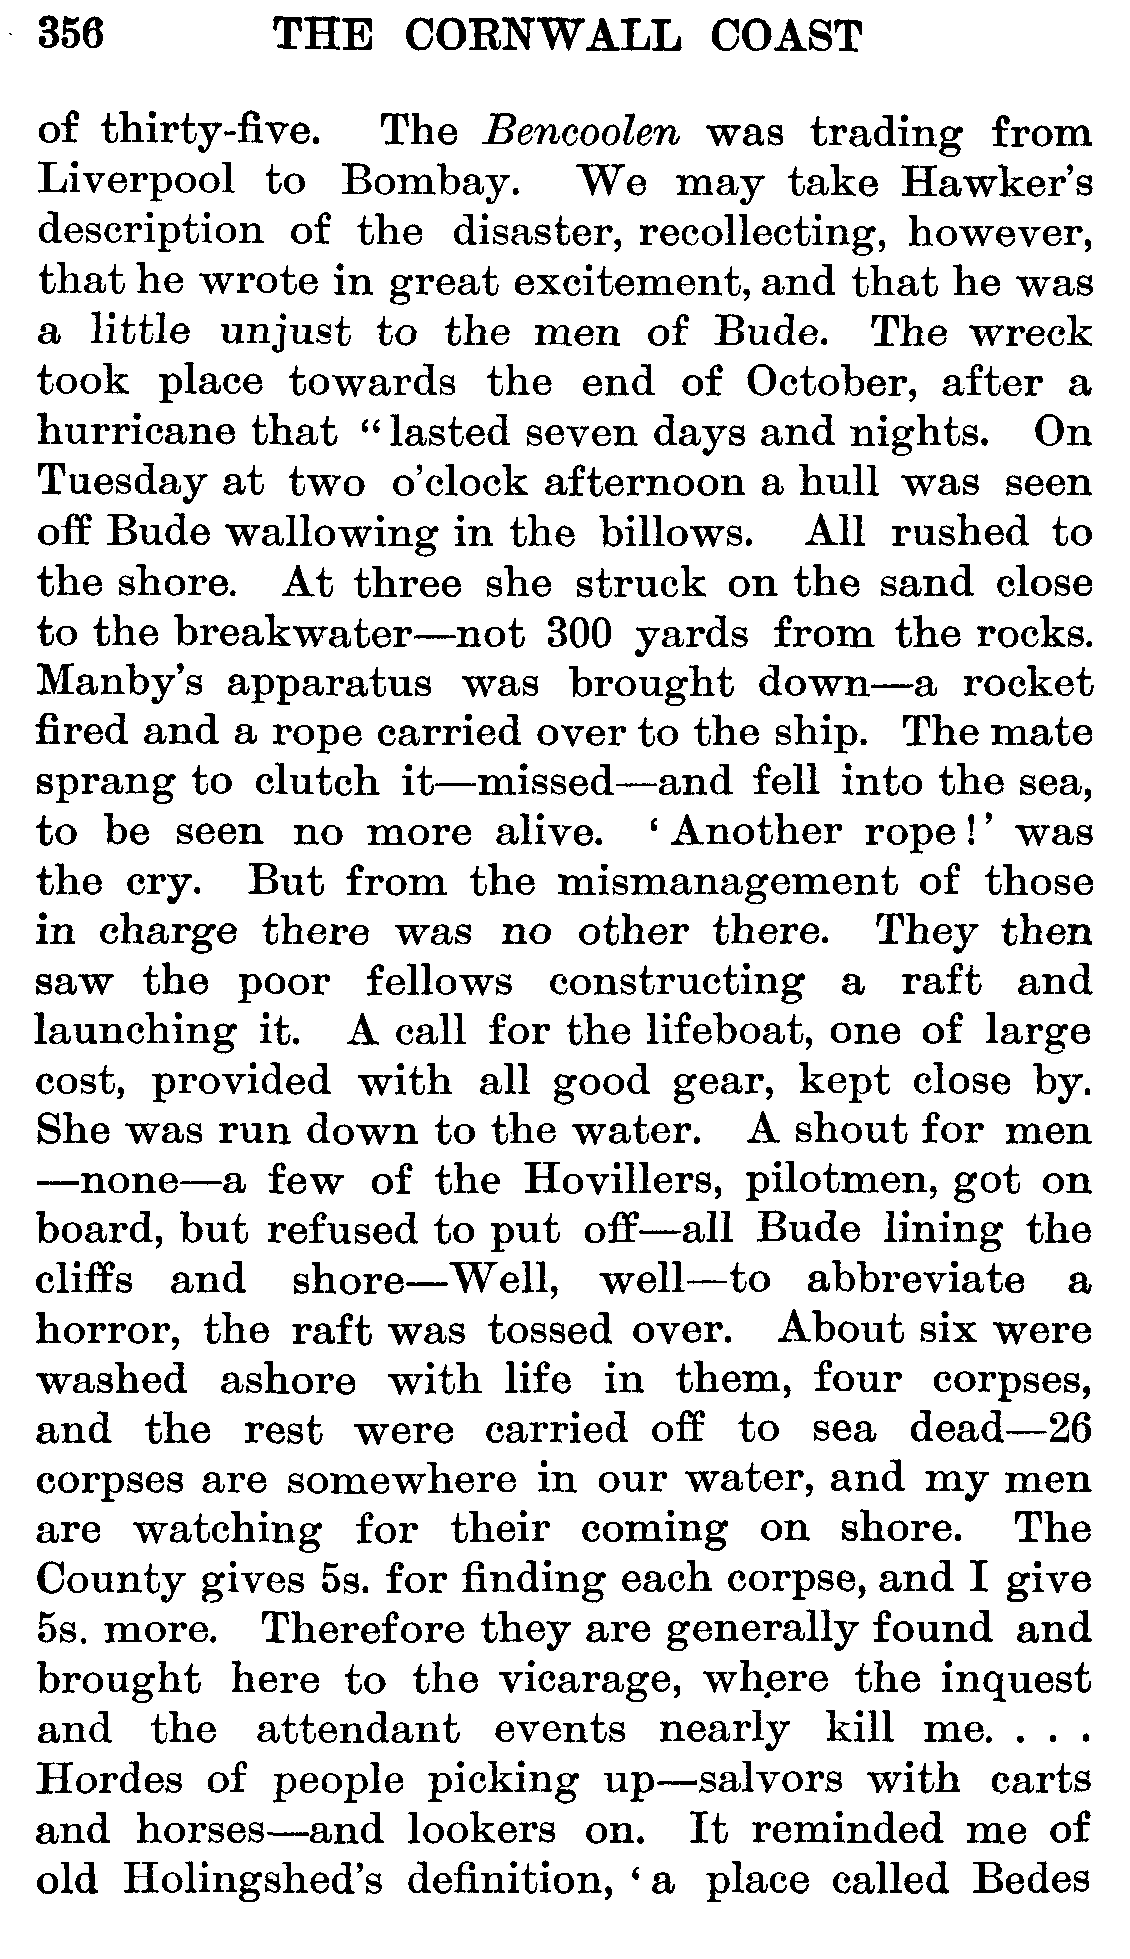 356 THE CORNWALL COAST
of thirty-five. The Bencoolen was trading from
Liverpool to Bombay. We may take Hawker's
description of the disaster, recollecting, however,
that he wrote in great excitement, and that he was
a little unjust to the men of Bude. The wreck
took place towards the end of October, after a
hurricane that “lasted seven days and nights. On
Tuesday at two o'clock afternoon a hull was seen
off Bude wallowing in the billows. All rushed to
the shore. At three she struck on the sand close
to the breakwater—not 300 yards from the rocks.
Manby's apparatus was brought down—a rocket
fired and a rope carried over to the ship. The mate
sprang to clutch it—missed—and fell into the sea,
to be seen no more alive. ‘Another rope!’ was
the cry. But from the mismanagement of those
in charge there was no other there. They then
saw the poor fellows constructing a raft and
launching it. A call for the lifeboat, one of large
cost, provided with all good gear, kept close by.
She was run down to the water. A shout for men
—none—a few of the Hovillers, pilotmen, got on
board, but refused to put off—all Bude lining the
cliffs and shore—Well, well—to abbreviate a
horror, the raft was tossed over. About six were
washed ashore with life in them, four corpses,
and the rest were carried off to sea dead—26
corpses are somewhere in our water, and my men
are watching for their coming on shore. The
County gives 5s. for finding each corpse, and I give
5s. more. Therefore they are generally found and
brought here to the vicarage, where the inquest
and the attendant events nearly kill me. . . .
Hordes of people picking up—salvors with carts
and horses—and lookers on. It reminded me of
old Holingshed's definition, ‘a place called Bedes